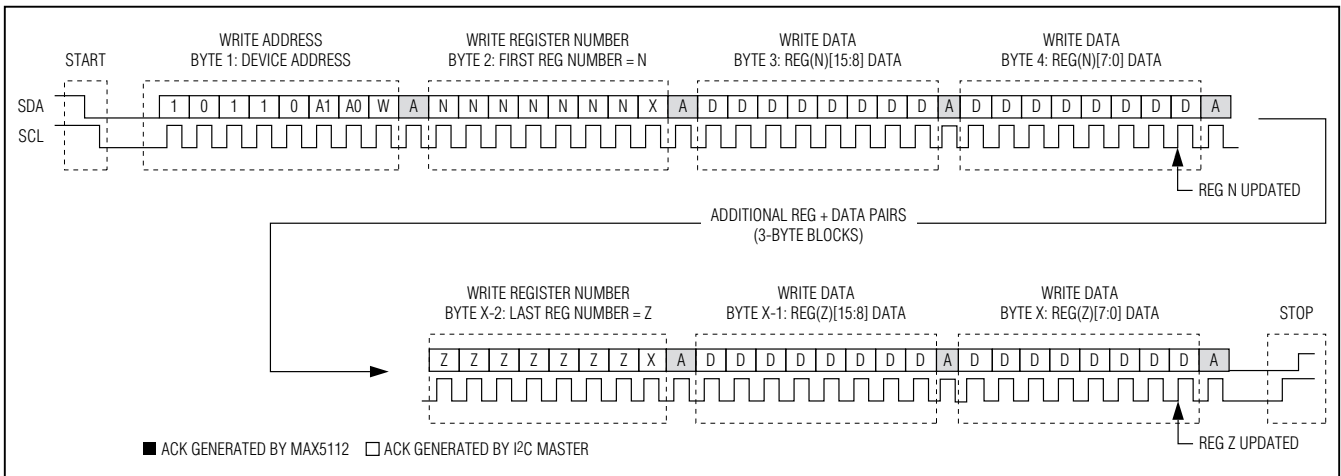 WRITE ADDRESS
BYTE 1: DEVICE ADDRESS
WRITE REGISTER NUMBER
BYTE 2: FIRST REG NUMBER = N
WRITE DATA
BYTE 3: REG(N)[15:8] DATA
WRITE DATA
BYTE 4: REG(N)[7:0] DATA
START
SDA
1 0 1 1 0 A1 A0 W A N N N N N N N X A D D D D D D D D A D D D D D D D D A
SCL
REG N UPDATED
ADDITIONAL REG + DATA PAIRS
(3-BYTE BLOCKS)
WRITE REGISTER NUMBER
BYTE X-2: LAST REG NUMBER = Z
WRITE DATA
BYTE X-1: REG(Z)[15:8] DATA
WRITE DATA
BYTE X: REG(Z)[7:0] DATA
STOP
Z Z Z Z Z Z Z X A D D D D D D D D A D D D D D D D D A
REG Z UPDATED
ACK GENERATED BY MAX5112 ACK GENERATED BY I²C MASTER